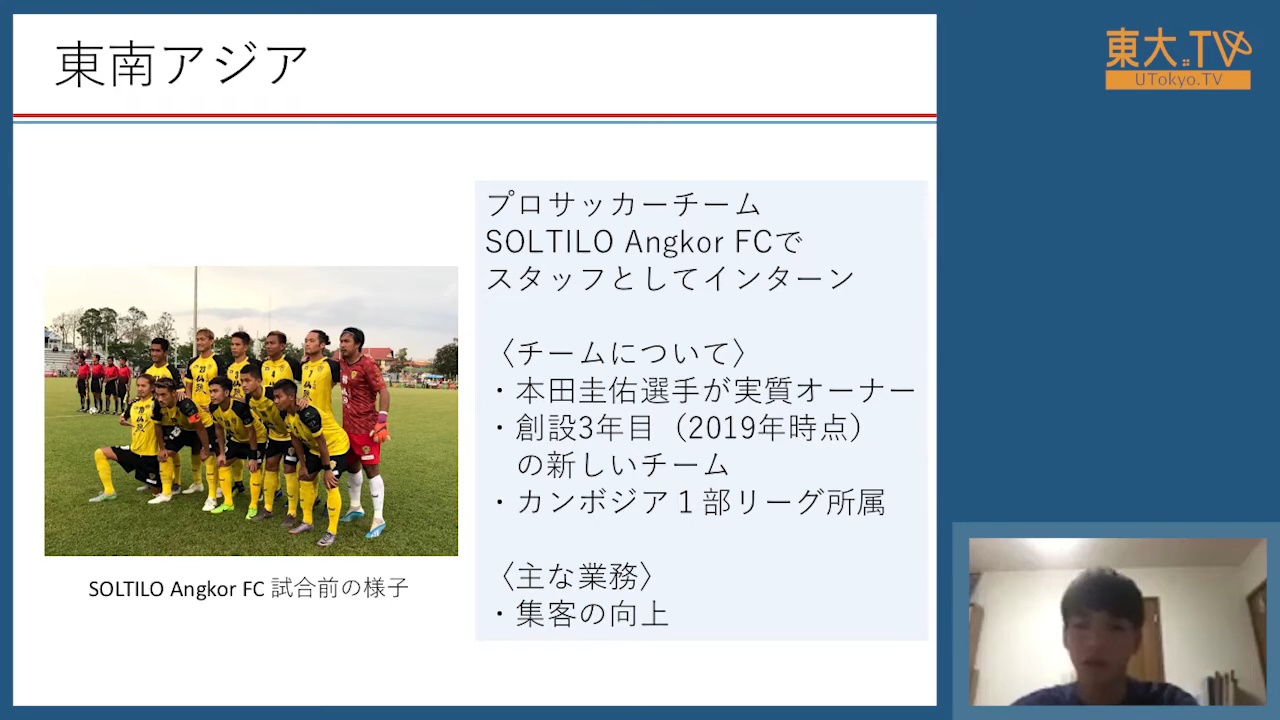 東南アジア
東大.TV
UTokyo.TV
プロサッカーチーム
SOLTILO Angkor FCで
スタッフとしてインターン
〈チームについて〉
・本田圭佑選手が実質オーナー
・創設3年目（2019年時点）
の新しいチーム
・カンボジア１部リーグ所属
〈主な業務〉
・集客の向上
SOLTILO Angkor FC 試合前の様子